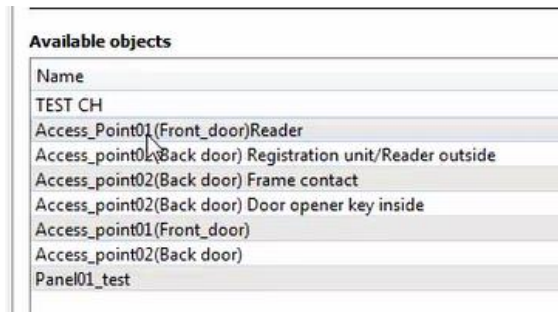 Available objects
Name
TEST CH
Access_Point01(Front_door)Reader
Access_point02(Back door) Registration unit/Reader outside
Access_point02(Back door) Frame contact
Access_point02(Back door) Door opener key inside
Access_point01(Front_door)
Access_point02(Back door)
Panel01_test